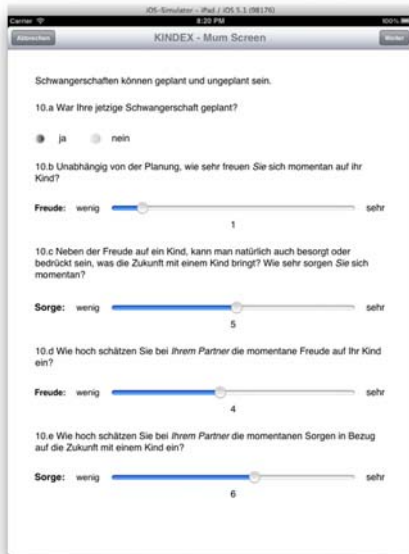 iOS-Simulator - iPad / iOS 5.1 (9B176)
Carrier 8:20 PM 100%
Abbrechen KINDEX - Mum Screen Weiter
Schwangerschaften können geplant und ungeplant sein.
10.a War Ihre jetzige Schwangerschaft geplant?
ja nein
10.b Unabhängig von der Planung, wie sehr freuen Sie sich momentan auf ihr
Kind?
Freude: wenig sehr
1
10.c Neben der Freude auf ein Kind, kann man natürlich auch besorgt oder
bedrückt sein, was die Zukunft mit einem Kind bringt? Wie sehr sorgen Sie sich
momentan?
Sorge: wenig sehr
5
10.d Wie hoch schätzen Sie bei Ihrem Partner die momentane Freude auf Ihr Kind
ein?
Freude: wenig sehr
4
10.e Wie hoch schätzen Sie bei Ihrem Partner die momentanen Sorgen in Bezug
auf die Zukunft mit einem Kind ein?
Sorge: wenig sehr
6